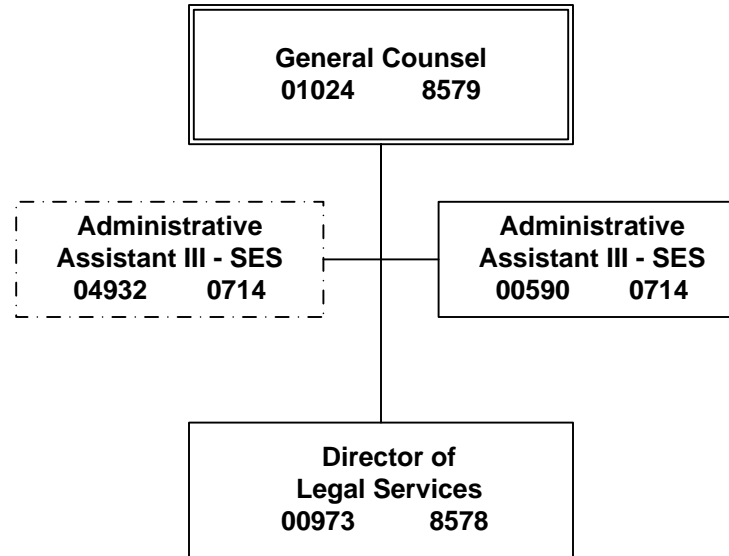 General Counsel
01024 8579
Administrative
Assistant III - SES
04932 0714
Administrative
Assistant III - SES
00590 0714
Director of
Legal Services
00973 8578